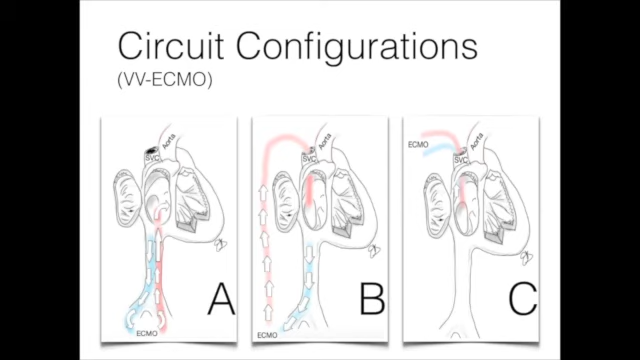 Circuit Configurations
(VV-ECMO)
Aorta
SVC
ECMO
A
Aorta
SVC
ECMO
B
ECMO
Aorta
SVC
C